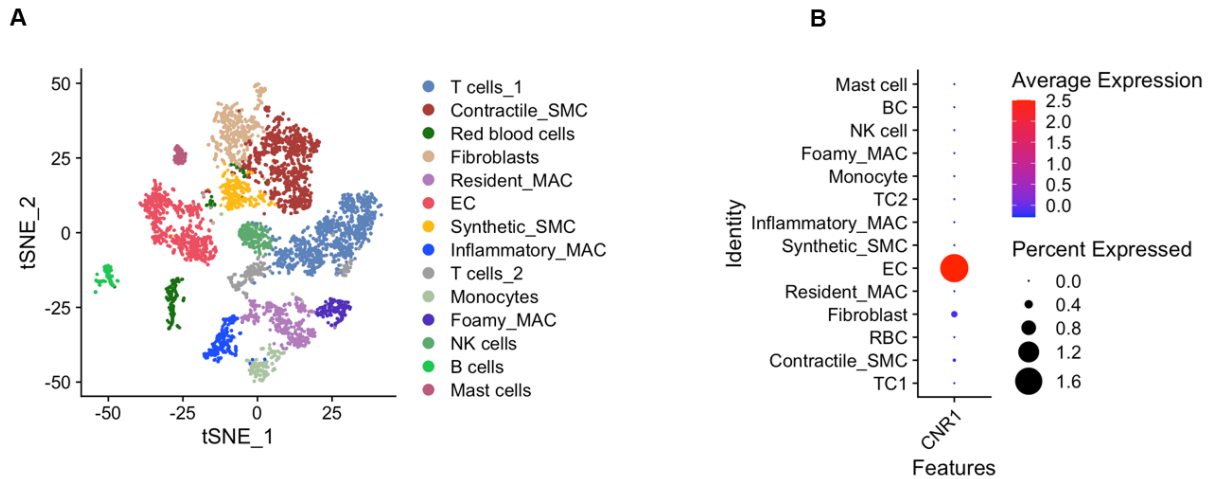 A
50
25
0
-25
-50
tSNE_2
-50
-25
0
25
tSNE_1
T cells_1
Contractile_SMC
Red blood cells
Fibroblasts
Resident_MAC
EC
Synthetic_SMC
Inflammatory_MAC
T cells_2
Monocytes
Foamy_MAC
NK cells
B cells
Mast cells
B
Identity
Mast cell
BC
NK cell
Foamy_MAC
Monocyte
TC2
Inflammatory_MAC
Synthetic_SMC
EC
Resident_MAC
Fibroblast
RBC
Contractile_SMC
TC1
CNR1
Features
Average Expression
2.5
2.0
1.5
1.0
0.5
0.0
Percent Expressed
0.0
0.4
0.8
1.2
1.6